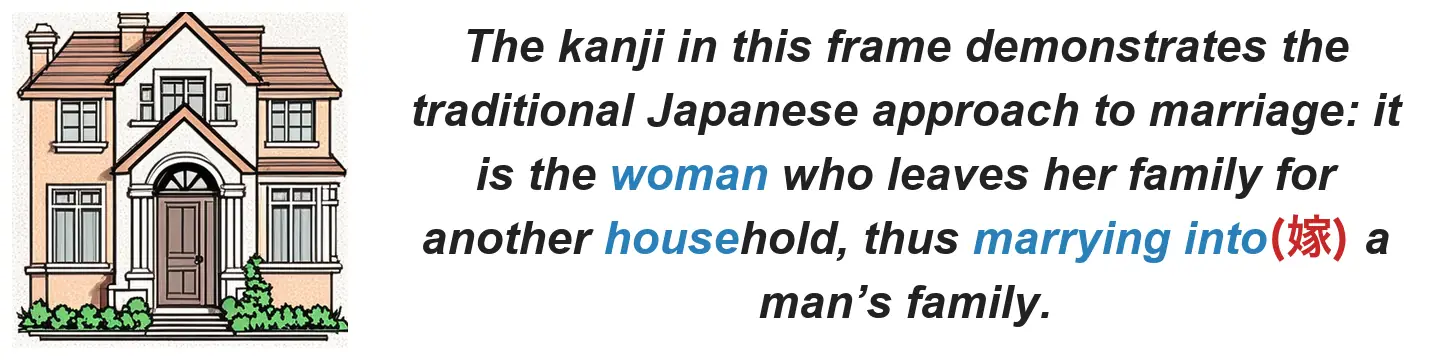 The kanji in this frame demonstrates the
traditional Japanese approach to marriage: it
is the woman who leaves her family for
another household, thus marrying into(嫁) a
man’s family.